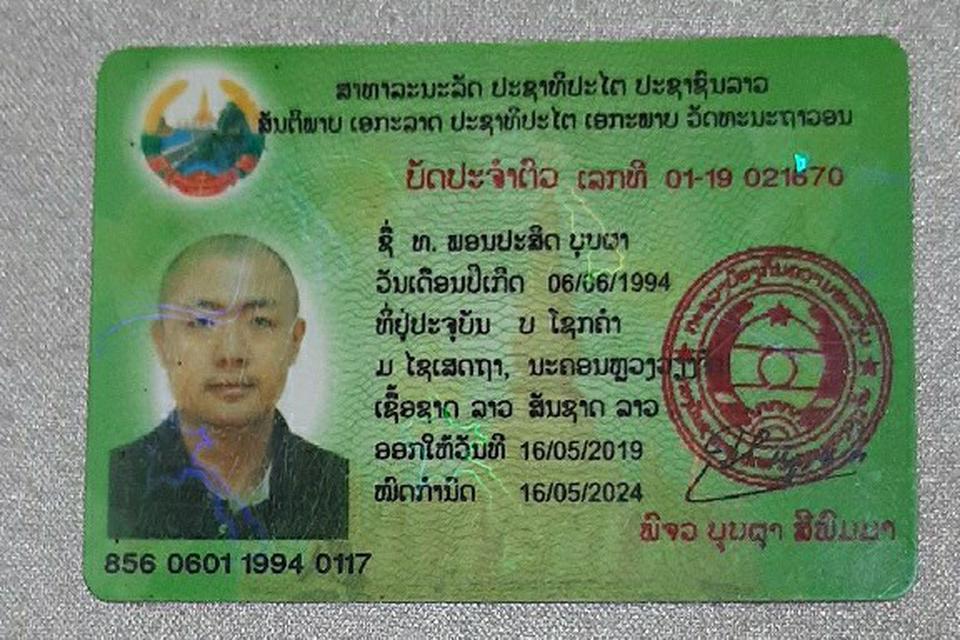 ສາທາລະນະລັດ ປະຊາທິປະໄຕ ປະຊາຊົນລາວ
ສັນຕິພາບ ເອກະລາດ ປະຊາທິປະໄຕ ເອກະພາບ ວັດທະນະຖາວອນ
ບັດປະຈຳຕົວ ເລກທີ 01-19 021670
ຊື່ ທ. ພອນປະສິດ ບຸບຜາ
ວັນເດືອນປີເກີດ 06/06/1994
ທີ່ຢູ່ປະຈຸບັນ ບ ໂຊກຄຳ
ມ ໄຊເສດຖາ, ນະຄອນຫຼວງວຽງຈັນ
ເຊື້ອຊາດ ລາວ ສັນຊາດ ລາວ
ອອກໃຫ້ວັນທີ 16/05/2019
ໝົດກຳນົດ 16/05/2024
ພັຈວ ບຸບຜາ ສີພິມມາ
856 0601 1994 0117